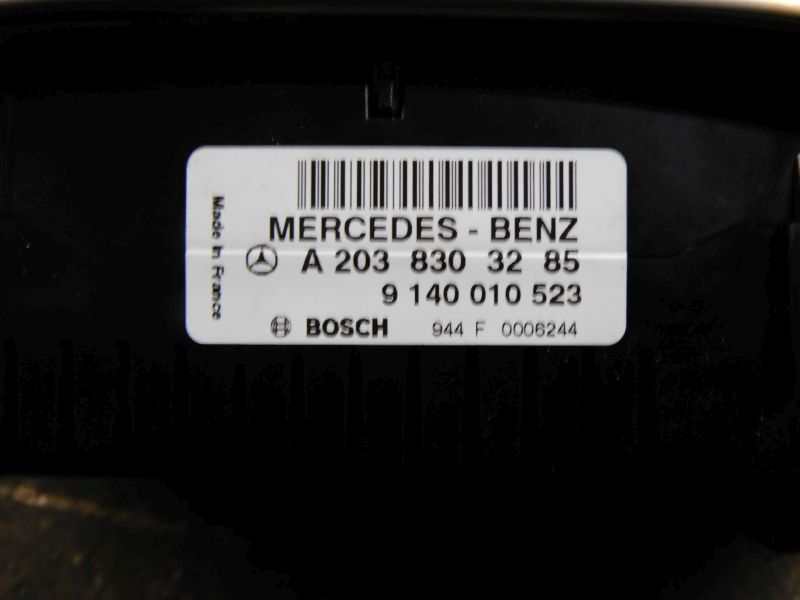 MERCEDES - BENZ
A 203 830 32 85
9 140 010 523
BOSCH 944 F 0006244
Made In France